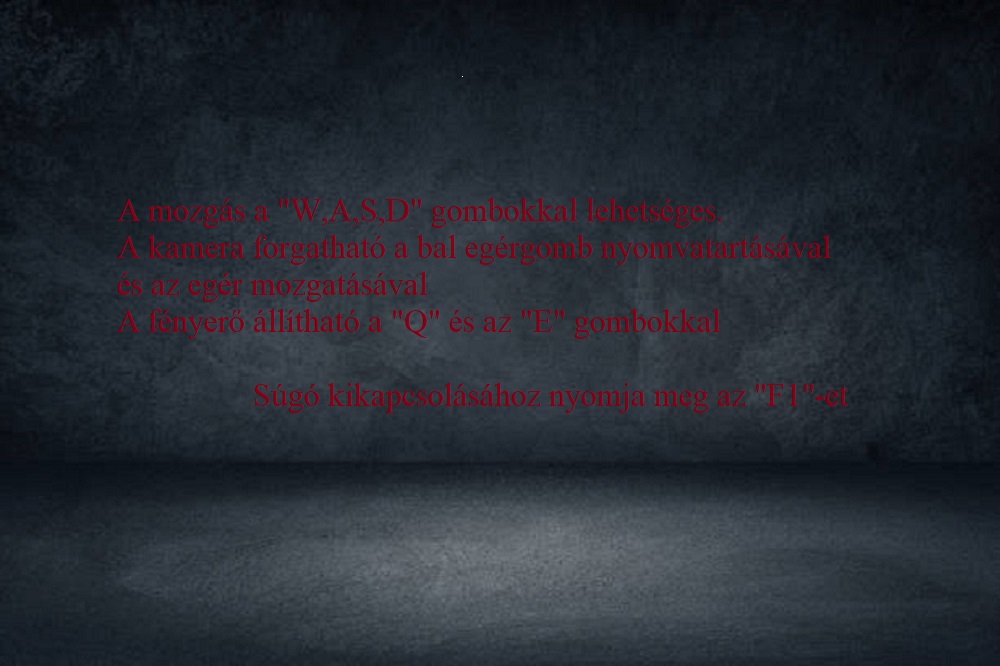 A mozgás a "W,A,S,D" gombokkal lehetséges.
A kamera forgatható a bal egérgomb nyomvatartásával
és az egér mozgatásával
A fényerő állítható a "Q" és az "E" gombokkal
Súgó kikapcsolásához nyomja meg az "F1"-et